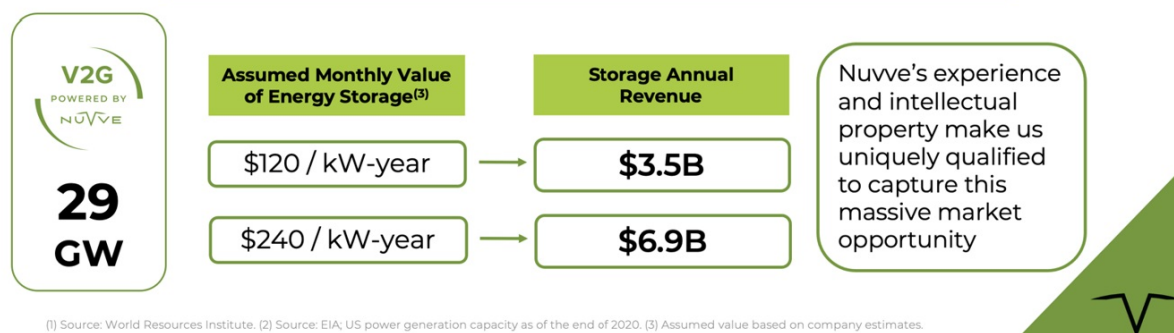 V2G
POWERED BY
NUVVE
29
GW
Assumed Monthly Value
of Energy Storage(3)
$120 / kW-year
$240 / kW-year
Storage Annual
Revenue
$3.5B
$6.9B
Nuvve's experience
and intellectual
property make us
uniquely qualified
to capture this
massive market
opportunity
(1) Source: World Resources Institute. (2) Source: EIA; US power generation capacity as of the end of 2020. (3) Assumed value based on company estimates.